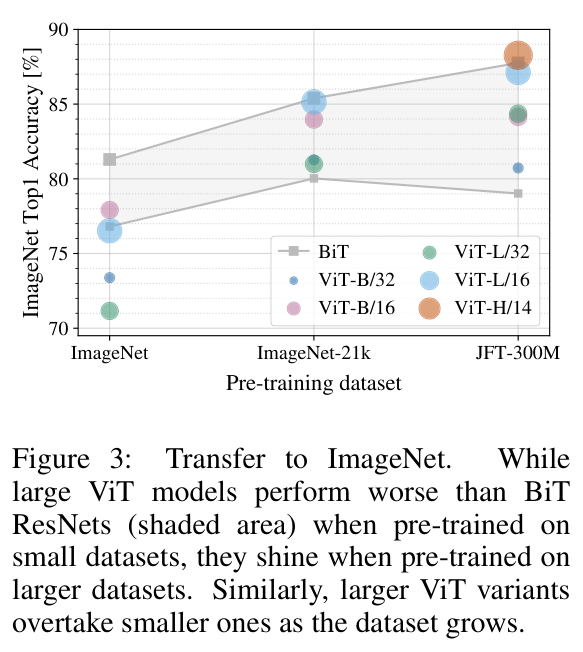 90
85
80
75
70
ImageNet Top1 Accuracy [%]
BiT
ViT-B/32
ViT-B/16
ViT-L/32
ViT-L/16
ViT-H/14
ImageNet
ImageNet-21k
JFT-300M
Pre-training dataset
Figure 3: Transfer to ImageNet. While
large ViT models perform worse than BiT
ResNets (shaded area) when pre-trained on
small datasets, they shine when pre-trained on
larger datasets. Similarly, larger ViT variants
overtake smaller ones as the dataset grows.